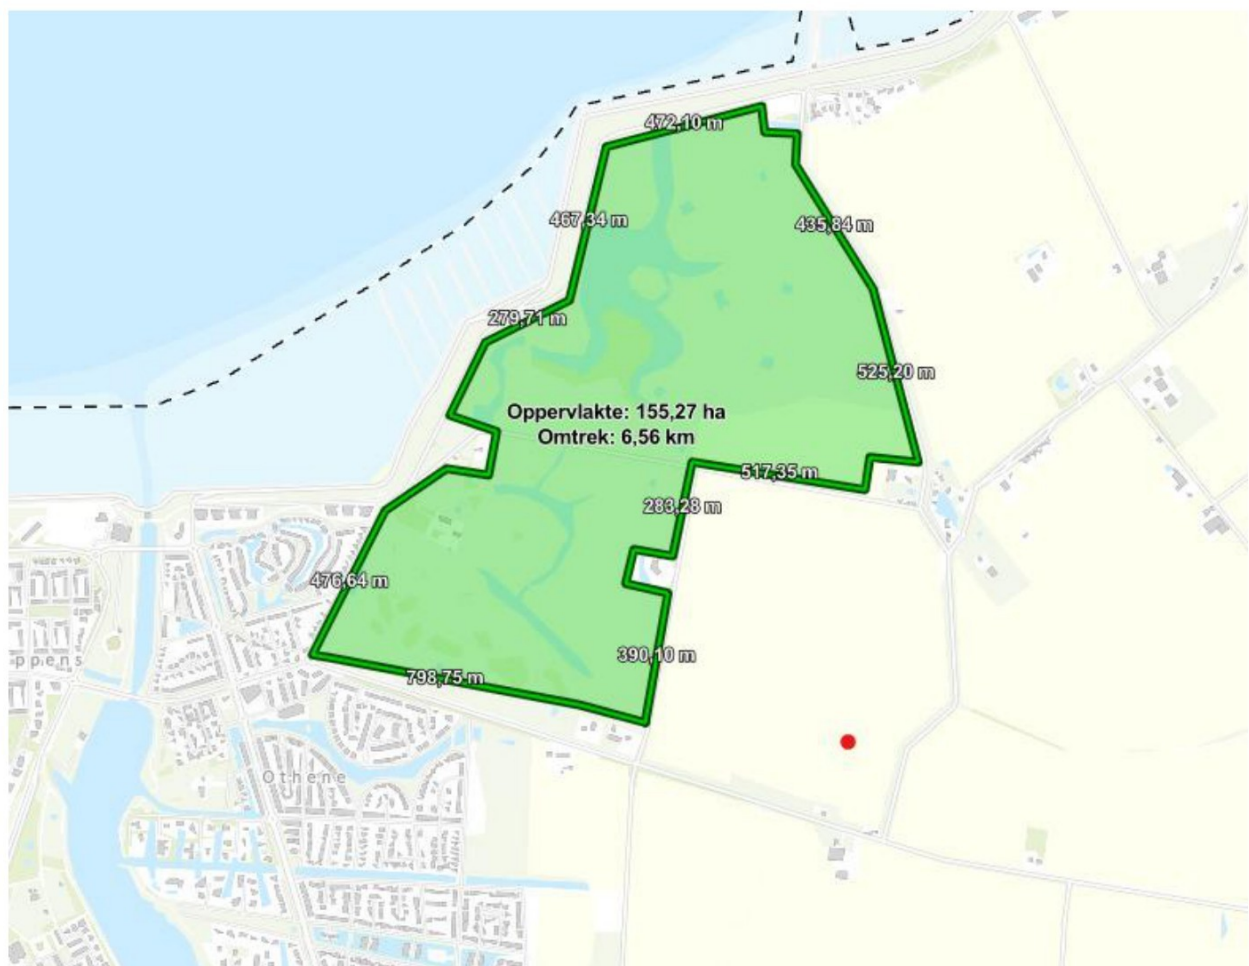 472,10 m
467,34 m
435,84 m
279,71 m
525,20 m
Oppervlakte: 155,27 ha
Omtrek: 6,56 km
517,35 m
283,28 m
476,64 m
390,10 m
ppens
798,75 m
Othene